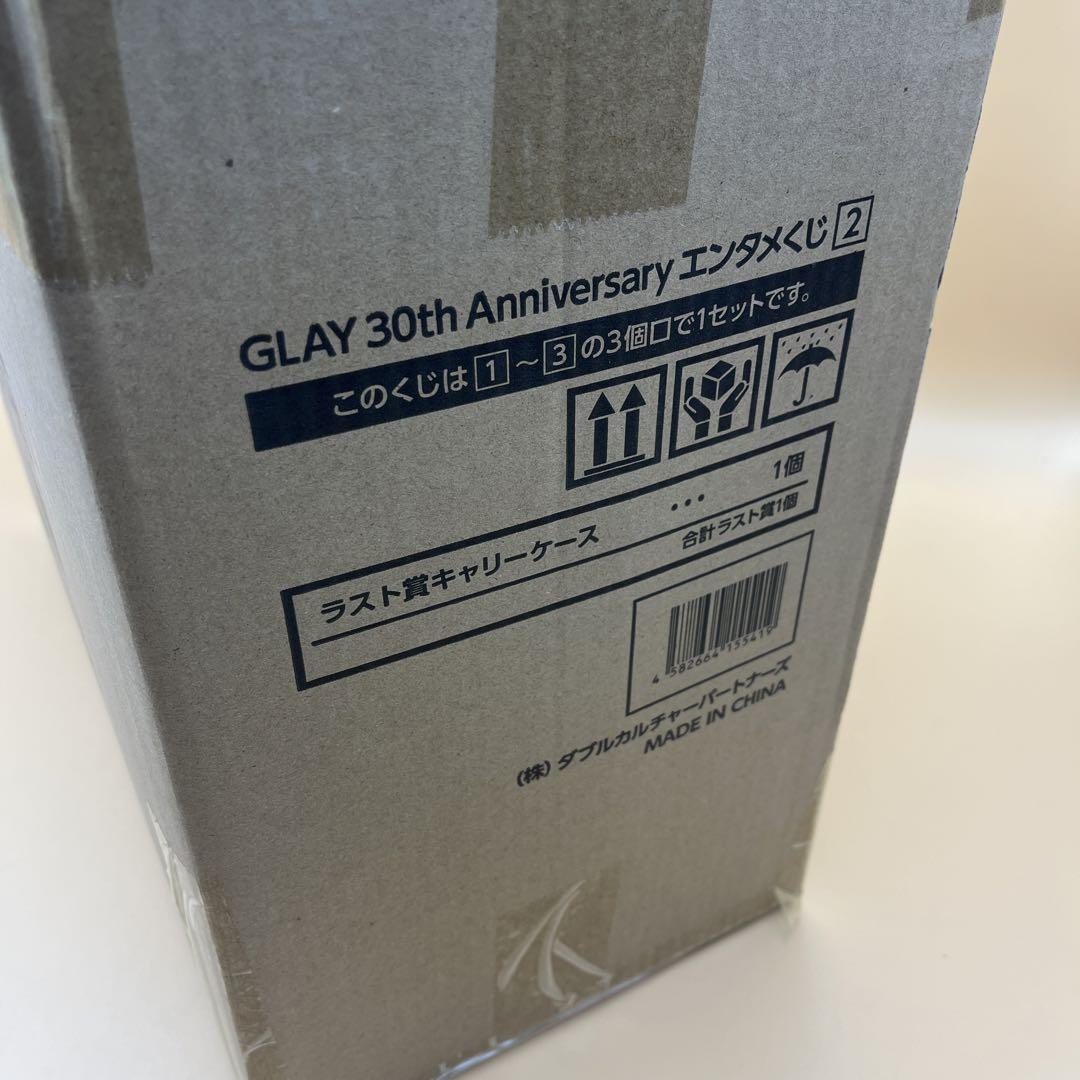 GLAY 30th Anniversary エンタメくじ 2
このくじは 1 ～ 3 の3個口で1セットです。
ラスト賞キャリーケース ・・・ 1個
合計ラスト賞1個
4 582664 155419
(株) ダブルカルチャーパートナーズ
MADE IN CHINA